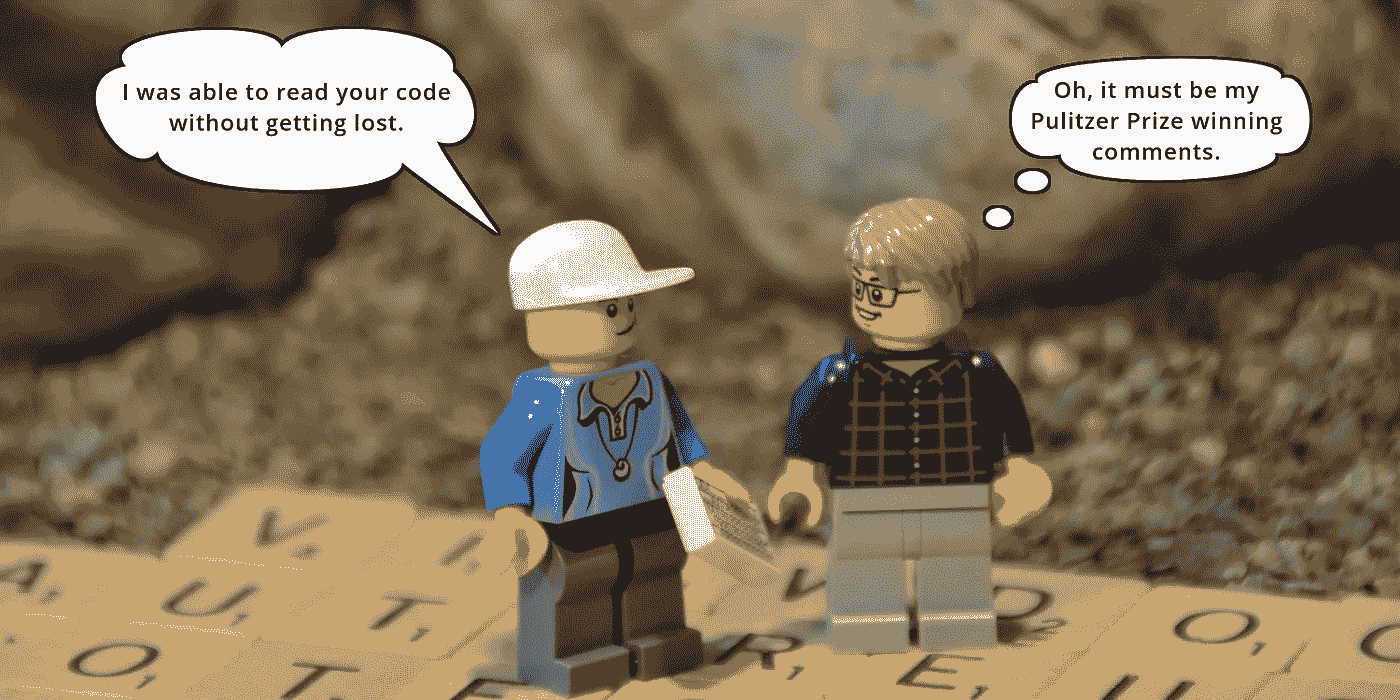 I was able to read your code
without getting lost.
Oh, it must be my
Pulitzer Prize winning
comments.
V
A U T V D O
O T R E